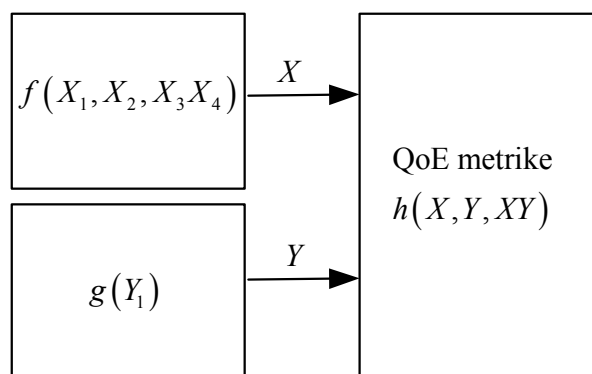 f(X₁, X₂, X₃X₄)
X
QoE metrike
h(X, Y, XY)
g(Y₁)
Y